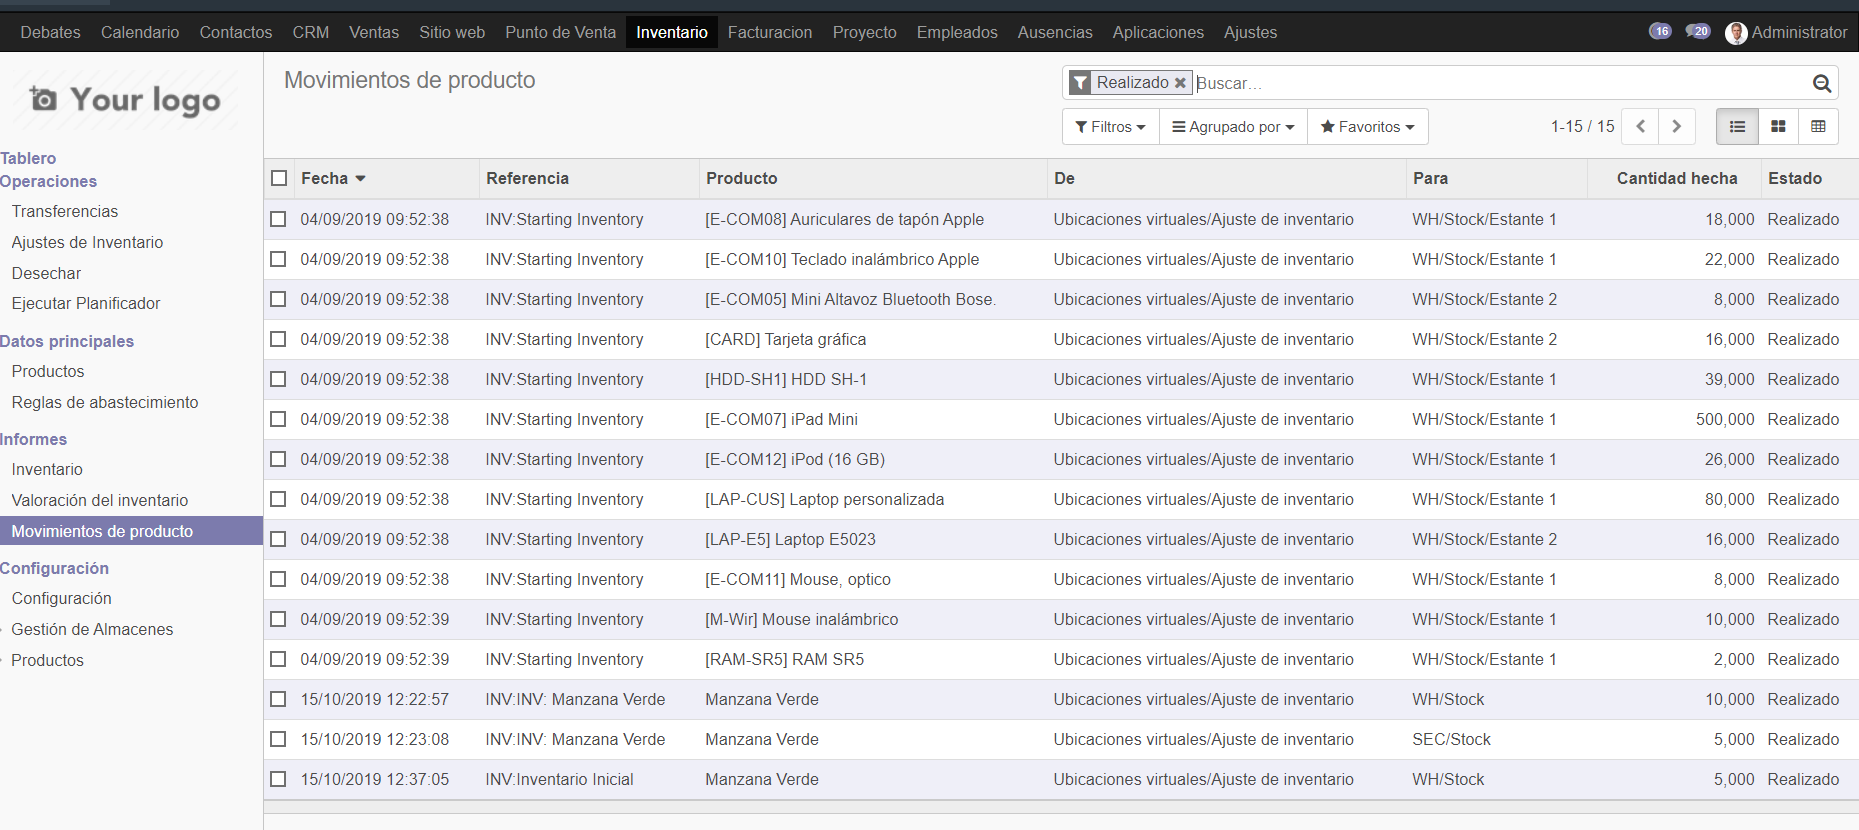 Debates Calendario Contactos CRM Ventas Sitio web Punto de Venta Inventario Facturacion Proyecto Empleados Ausencias Aplicaciones Ajustes 16 20 Administrator
Your logo
Tablero
Operaciones
Transferencias
Ajustes de Inventario
Desechar
Ejecutar Planificador
Datos principales
Productos
Reglas de abastecimiento
Informes
Inventario
Valoración del inventario
Movimientos de producto
Configuración
Configuración
Gestión de Almacenes
Productos
Movimientos de producto
Realizado Buscar...
Filtros Agrupado por Favoritos 1-15 / 15
Fecha Referencia Producto De Para Cantidad hecha Estado
04/09/2019 09:52:38 INV:Starting Inventory [E-COM08] Auriculares de tapón Apple Ubicaciones virtuales/Ajuste de inventario WH/Stock/Estante 1 18,000 Realizado
04/09/2019 09:52:38 INV:Starting Inventory [E-COM10] Teclado inalámbrico Apple Ubicaciones virtuales/Ajuste de inventario WH/Stock/Estante 1 22,000 Realizado
04/09/2019 09:52:38 INV:Starting Inventory [E-COM05] Mini Altavoz Bluetooth Bose. Ubicaciones virtuales/Ajuste de inventario WH/Stock/Estante 2 8,000 Realizado
04/09/2019 09:52:38 INV:Starting Inventory [CARD] Tarjeta gráfica Ubicaciones virtuales/Ajuste de inventario WH/Stock/Estante 2 16,000 Realizado
04/09/2019 09:52:38 INV:Starting Inventory [HDD-SH1] HDD SH-1 Ubicaciones virtuales/Ajuste de inventario WH/Stock/Estante 1 39,000 Realizado
04/09/2019 09:52:38 INV:Starting Inventory [E-COM07] iPad Mini Ubicaciones virtuales/Ajuste de inventario WH/Stock/Estante 1 500,000 Realizado
04/09/2019 09:52:38 INV:Starting Inventory [E-COM12] iPod (16 GB) Ubicaciones virtuales/Ajuste de inventario WH/Stock/Estante 1 26,000 Realizado
04/09/2019 09:52:38 INV:Starting Inventory [LAP-CUS] Laptop personalizada Ubicaciones virtuales/Ajuste de inventario WH/Stock/Estante 1 80,000 Realizado
04/09/2019 09:52:38 INV:Starting Inventory [LAP-E5] Laptop E5023 Ubicaciones virtuales/Ajuste de inventario WH/Stock/Estante 2 16,000 Realizado
04/09/2019 09:52:38 INV:Starting Inventory [E-COM11] Mouse, optico Ubicaciones virtuales/Ajuste de inventario WH/Stock/Estante 1 8,000 Realizado
04/09/2019 09:52:39 INV:Starting Inventory [M-Wir] Mouse inalámbrico Ubicaciones virtuales/Ajuste de inventario WH/Stock/Estante 1 10,000 Realizado
04/09/2019 09:52:39 INV:Starting Inventory [RAM-SR5] RAM SR5 Ubicaciones virtuales/Ajuste de inventario WH/Stock/Estante 1 2,000 Realizado
15/10/2019 12:22:57 INV:INV: Manzana Verde Manzana Verde Ubicaciones virtuales/Ajuste de inventario WH/Stock 10,000 Realizado
15/10/2019 12:23:08 INV:INV: Manzana Verde Manzana Verde Ubicaciones virtuales/Ajuste de inventario SEC/Stock 5,000 Realizado
15/10/2019 12:37:05 INV:Inventario Inicial Manzana Verde Ubicaciones virtuales/Ajuste de inventario WH/Stock 5,000 Realizado